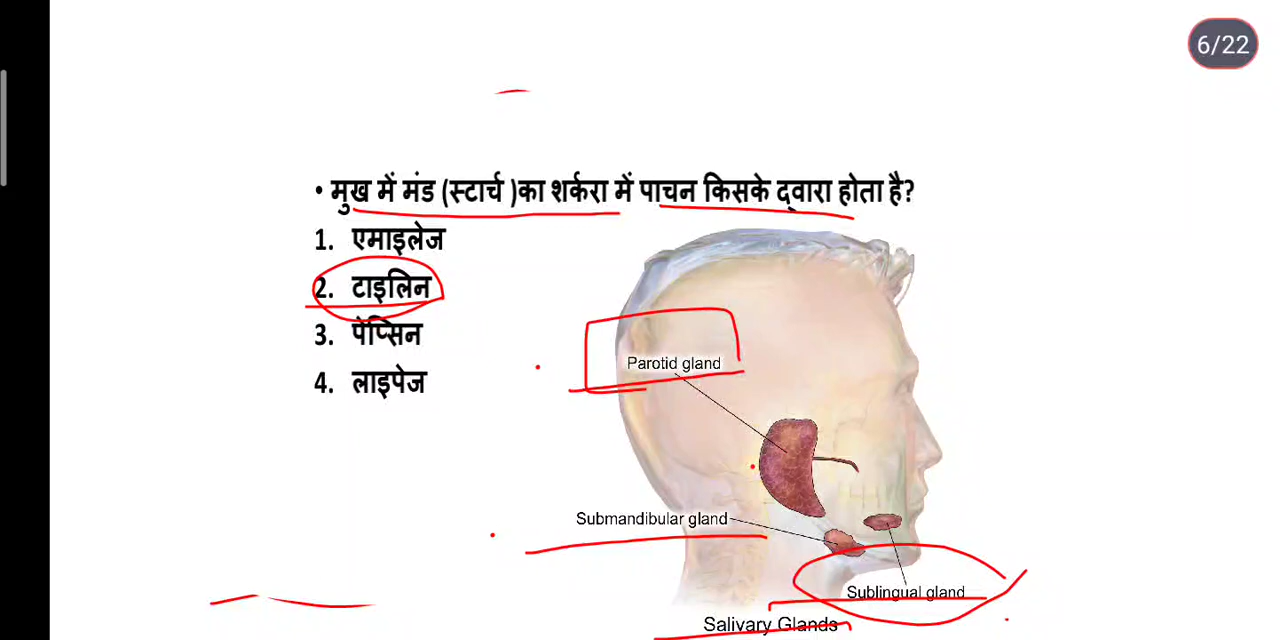 6/22
• मुख में मंड (स्टार्च )का शर्करा में पाचन किसके द्वारा होता है?
1. एमाइलेज
2. टाइलिन
3. पेप्सिन
4. लाइपेज
Parotid gland
Submandibular gland
Sublingual gland
Salivary Glands